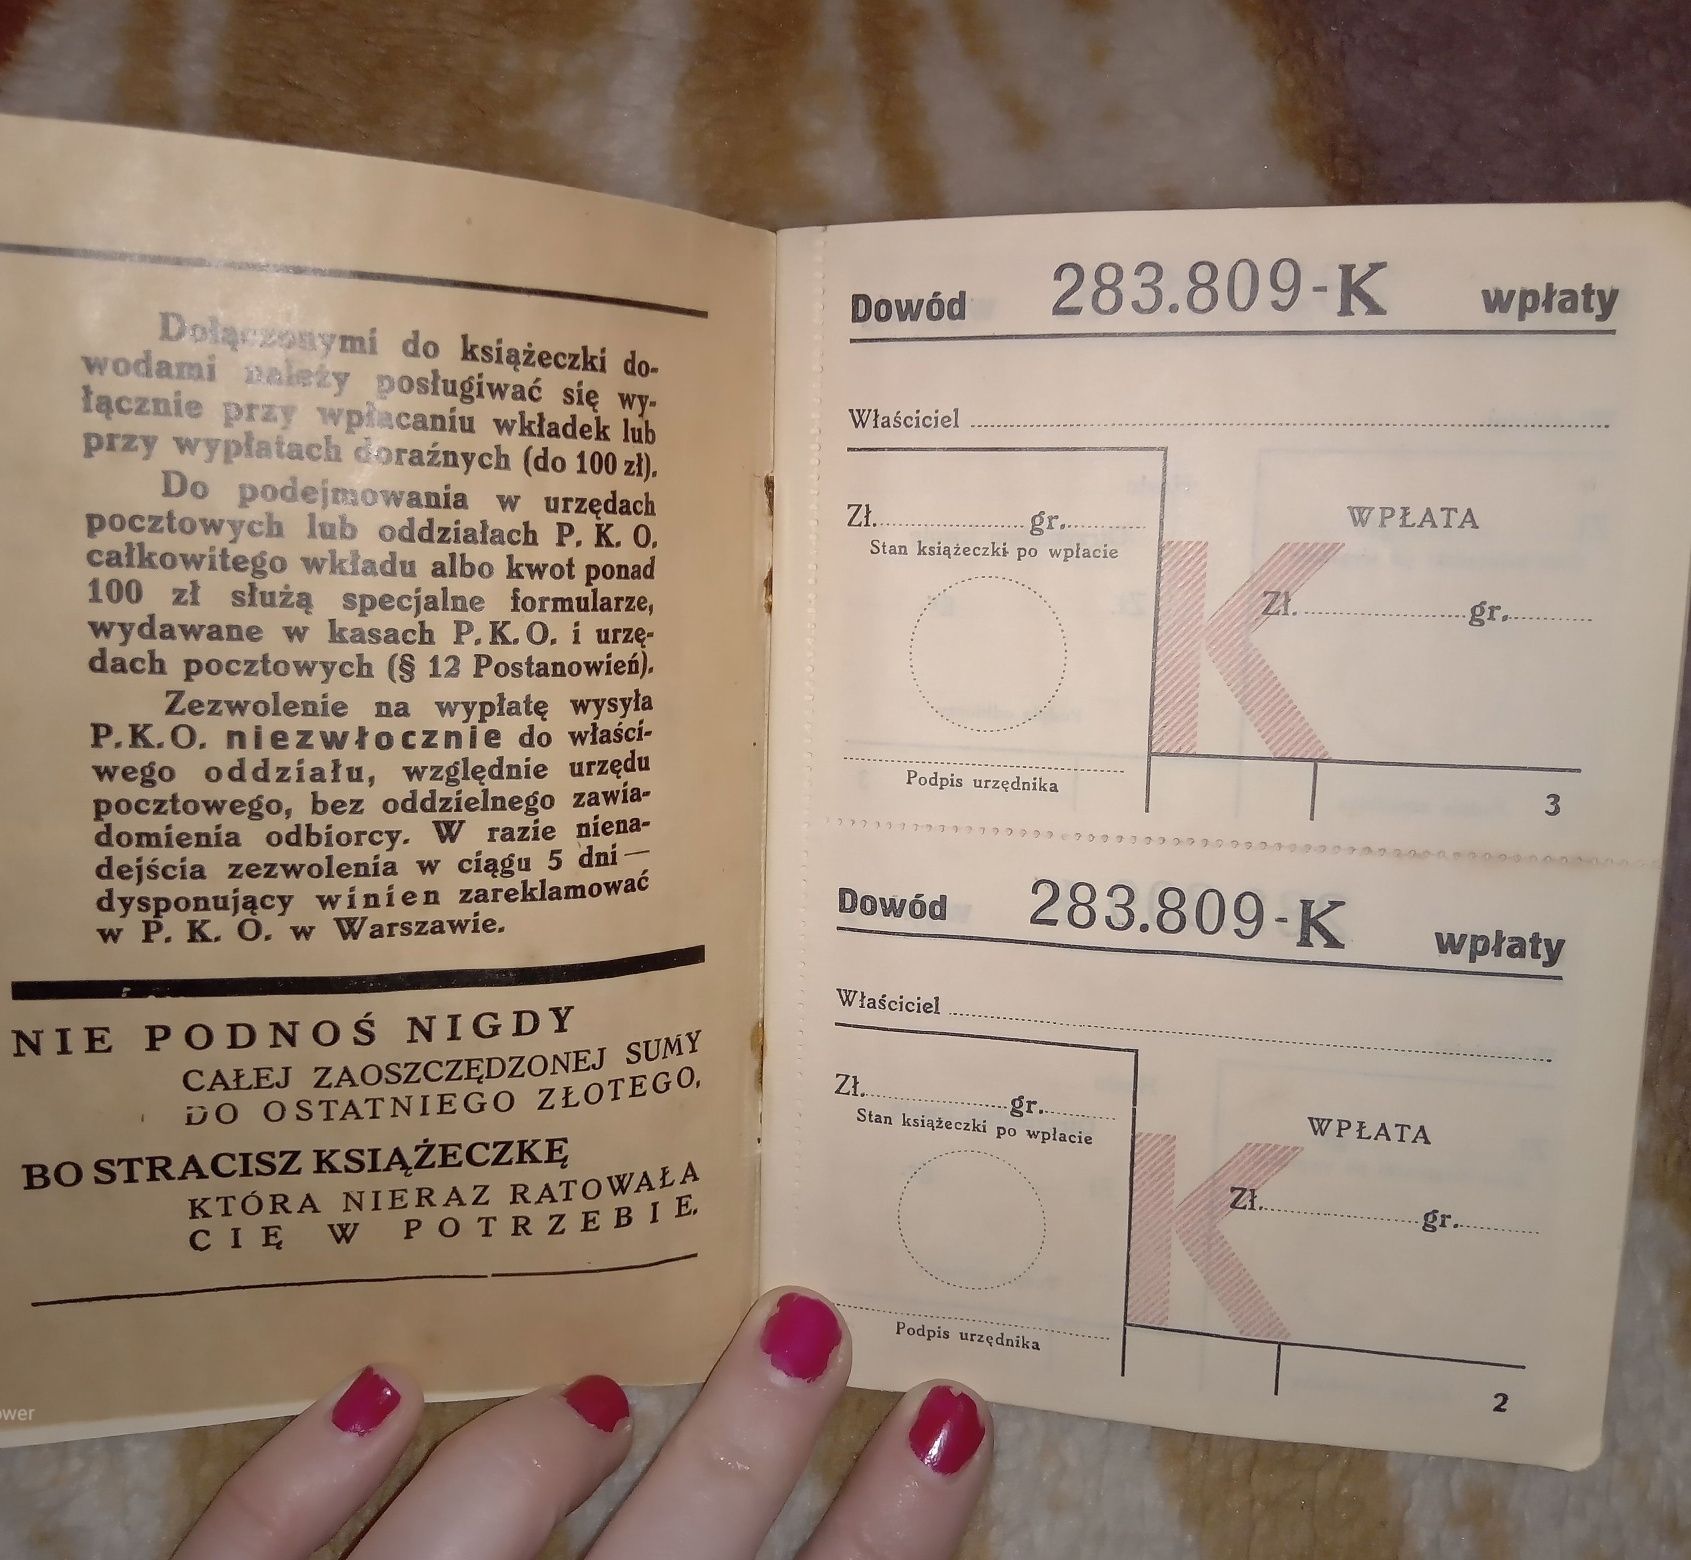 Dołączonymi do książeczki do-
wodami należy posługiwać się wy-
łącznie przy wpłacaniu wkładek lub
przy wypłatach doraźnych (do 100 zł).
Do podejmowania w urzędach
pocztowych lub oddziałach P. K. O.
całkowitego wkładu albo kwot ponad
100 zł służą specjalne formularze,
wydawane w kasach P. K. O. i urzę-
dach pocztowych (§ 12 Postanowień).
Zezwolenie na wypłatę wysyła
P. K. O. niezwłocznie do właści-
wego oddziału, względnie urzędu
pocztowego, bez oddzielnego zawia-
domienia odbiorcy. W razie niena-
dejścia zezwolenia w ciągu 5 dni —
dysponujący winien zareklamować
w P. K. O. w Warszawie.
NIE PODNOŚ NIGDY
CAŁEJ ZAOSZCZĘDZONEJ SUMY
DO OSTATNIEGO ZŁOTEGO,
BO STRACISZ KSIĄŻECZKĘ
KTÓRA NIERAZ RATOWAŁA
CIĘ W POTRZEBIE.
Dowód 283.809-K wpłaty
Właściciel
Zł. gr.
Stan książeczki po wpłacie
WPŁATA
K
Zł. gr.
Podpis urzędnika
3
Dowód 283.809-K wpłaty
Właściciel
Zł. gr.
Stan książeczki po wpłacie
WPŁATA
K
Zł. gr.
Podpis urzędnika
2